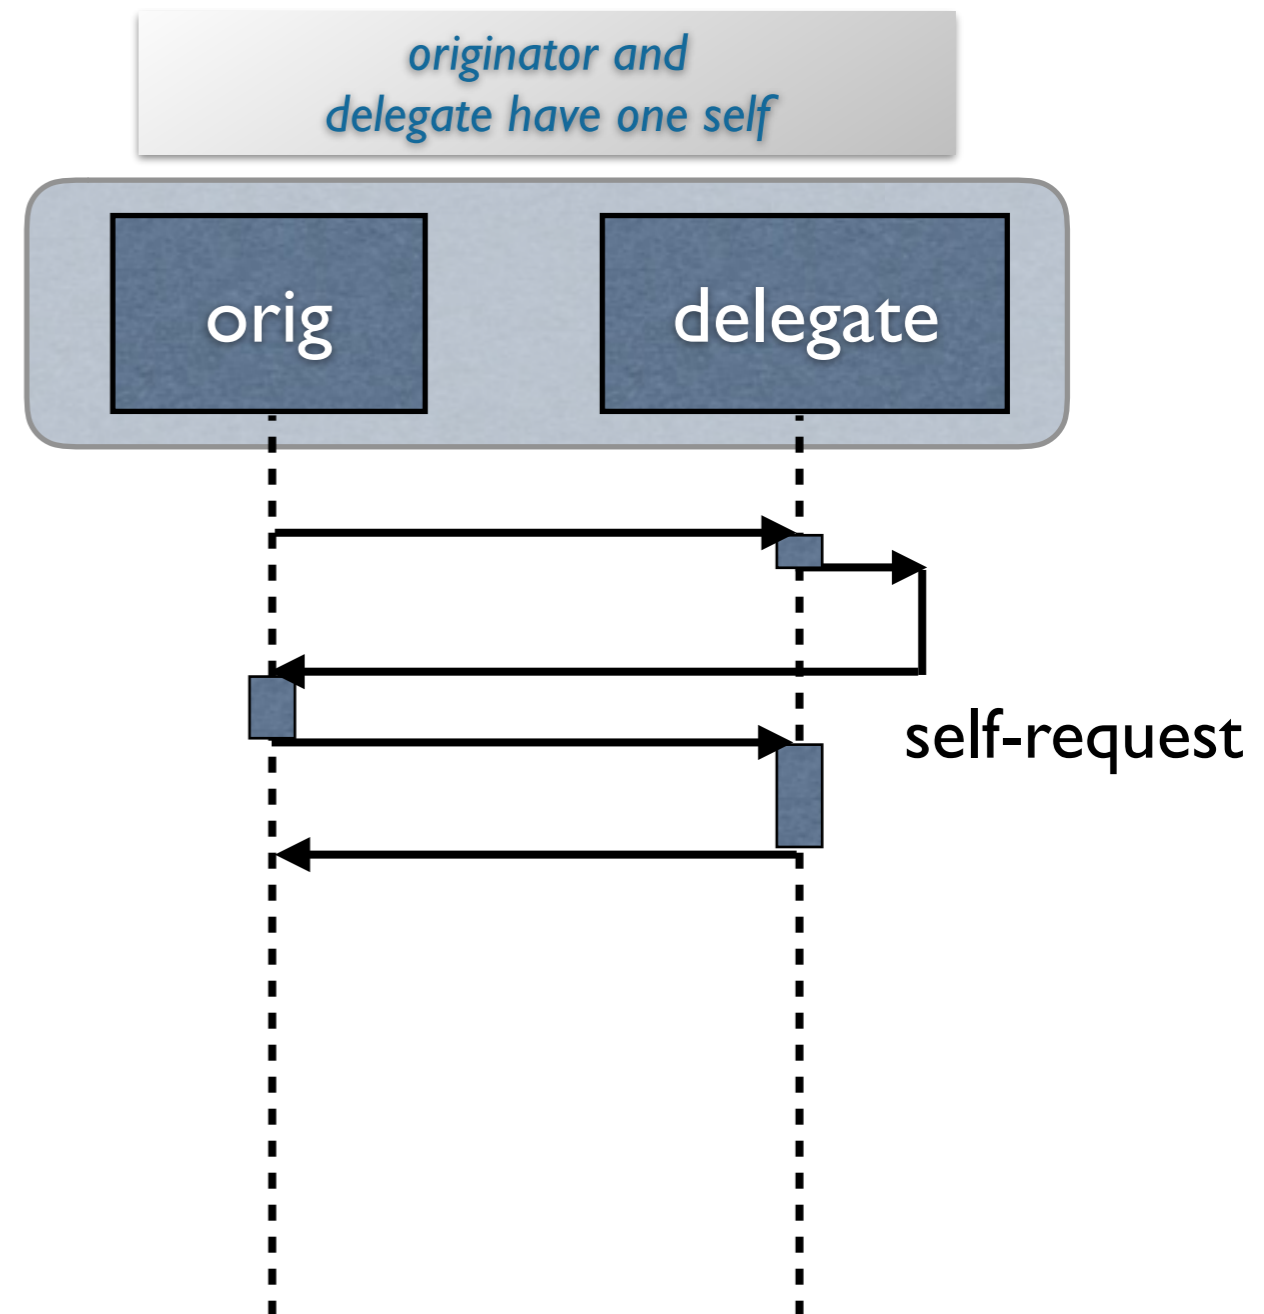 originator and
delegate have one self
orig
delegate
self-request